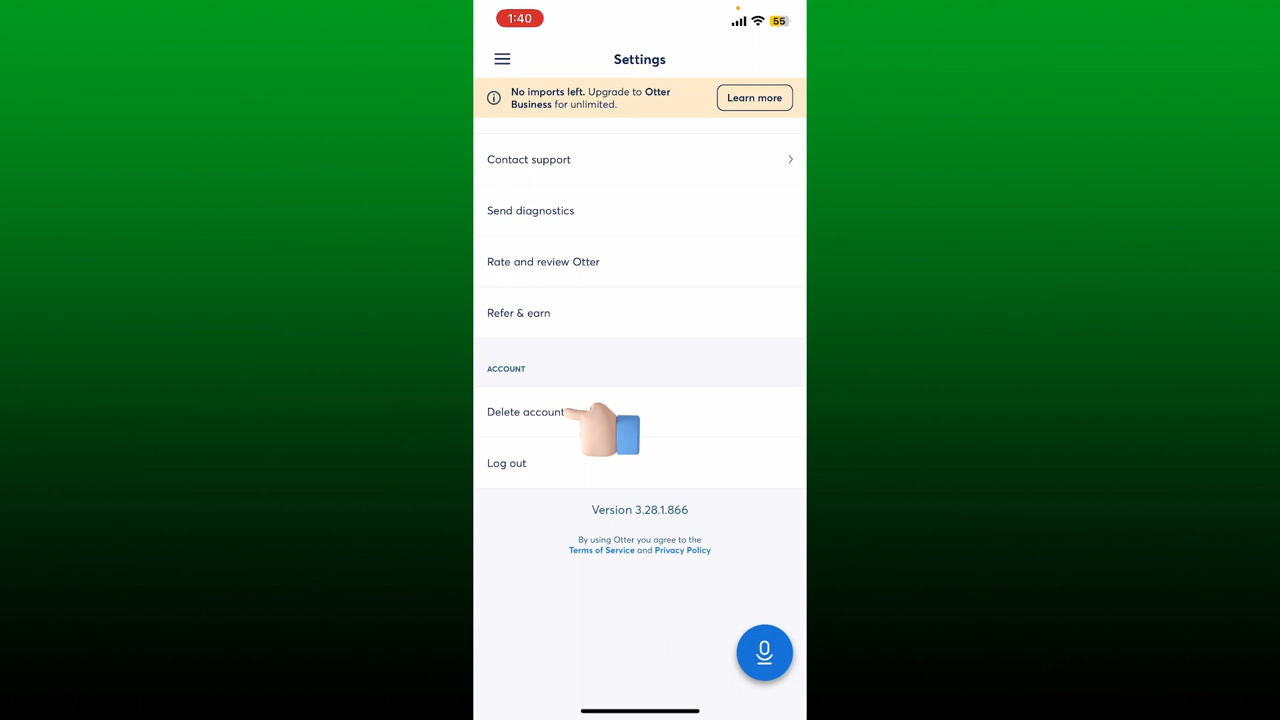 1:40
55
Settings
No imports left. Upgrade to Otter
Business for unlimited.
Learn more
Contact support
Send diagnostics
Rate and review Otter
Refer & earn
ACCOUNT
Delete account
Log out
Version 3.28.1.866
By using Otter you agree to the
Terms of Service and Privacy Policy